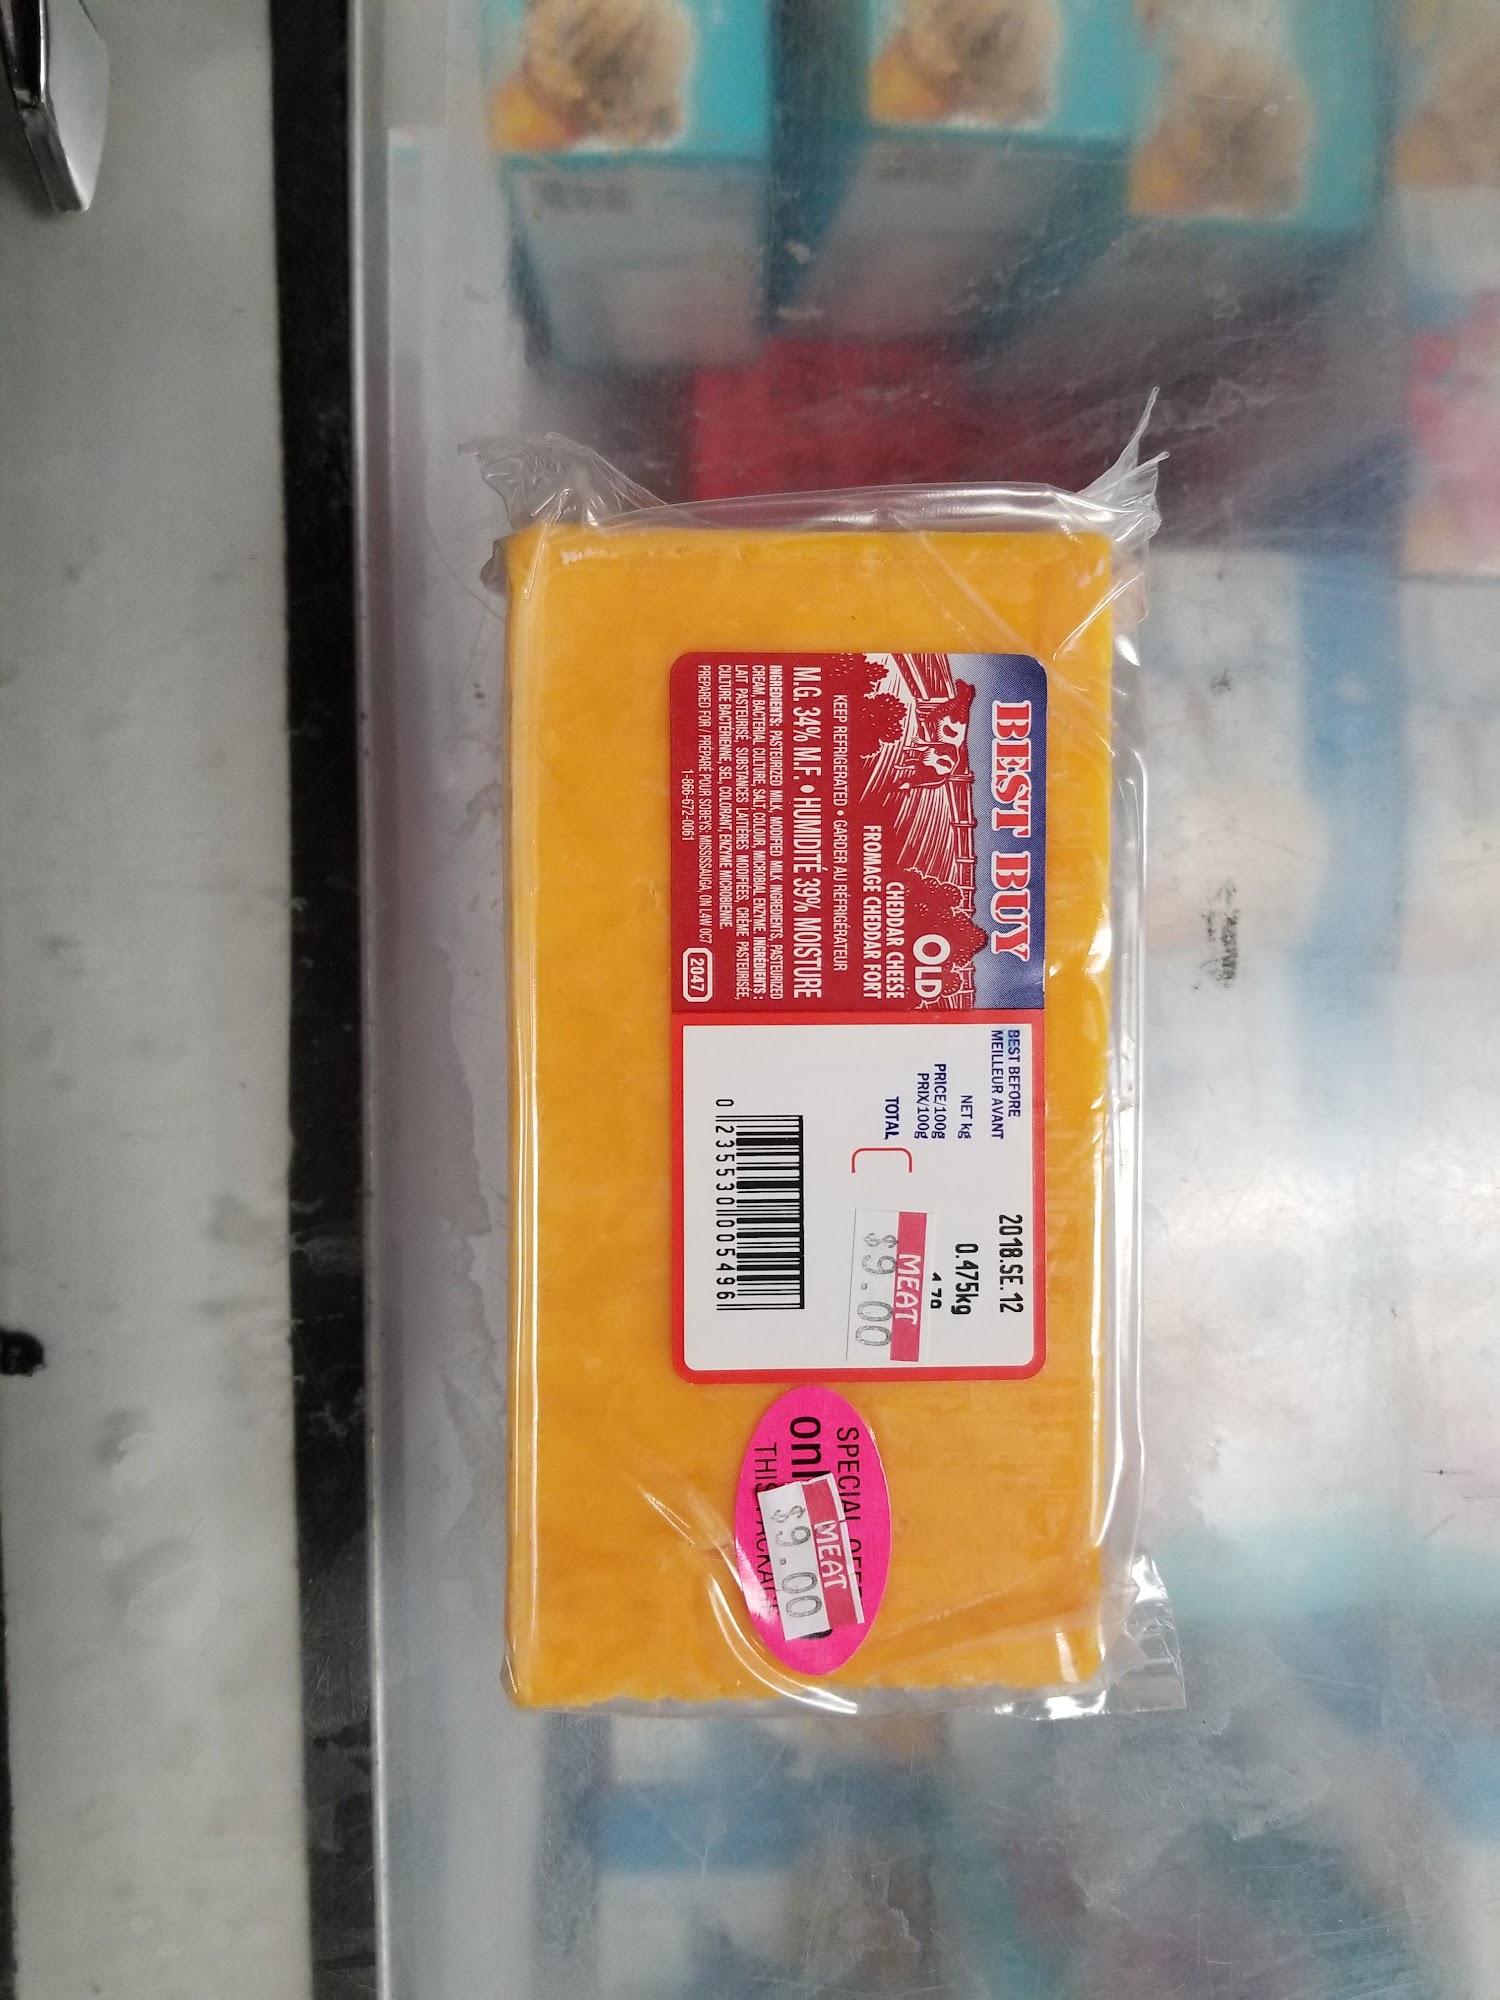 BEST BUY
OLD
CHEDDAR CHEESE
FROMAGE CHEDDAR FORT
KEEP REFRIGERATED • GARDER AU RÉFRIGÉRATEUR
M.G. 34% M.F. • HUMIDITÉ 39% MOISTURE
INGREDIENTS: PASTEURIZED MILK, MODIFIED MILK INGREDIENTS, PASTEURIZED
CREAM, BACTERIAL CULTURE, SALT, COLOUR, MICROBIAL ENZYME. INGRÉDIENTS :
LAIT PASTEURISÉ, SUBSTANCES LAITIÈRES MODIFIÉES, CRÈME PASTEURISÉE,
CULTURE BACTÉRIENNE, SEL, COLORANT, ENZYME MICROBIENNE.
PREPARED FOR / PRÉPARÉ POUR SOBEYS: MISSISSAUGA, ON L4W 0C7
1-866-672-0061
2047
BEST BEFORE
MEILLEUR AVANT
2018.SE.12
NET kg
0.475kg
PRICE/100g
PRIX/100g
TOTAL
MEAT
$9.00
0 235530 005496
SPECIAL
THIS
MEAT
$9.00